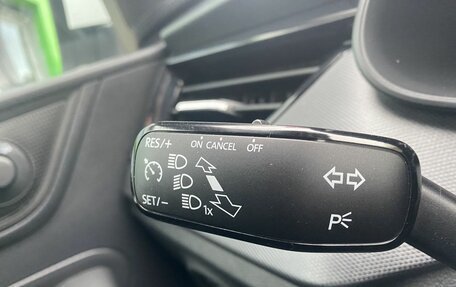 RES/+ ON CANCEL OFF
SET/- 1x
P